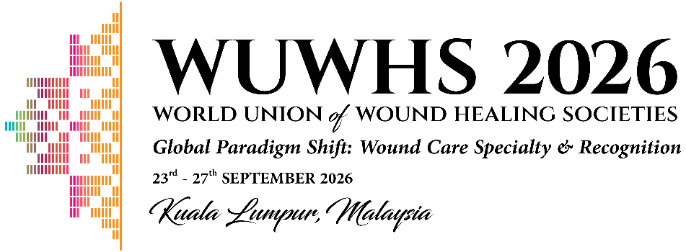 WUWHS 2026
WORLD UNION of WOUND HEALING SOCIETIES
Global Paradigm Shift: Wound Care Specialty & Recognition
23rd - 27th SEPTEMBER 2026
Kuala Lumpur, Malaysia